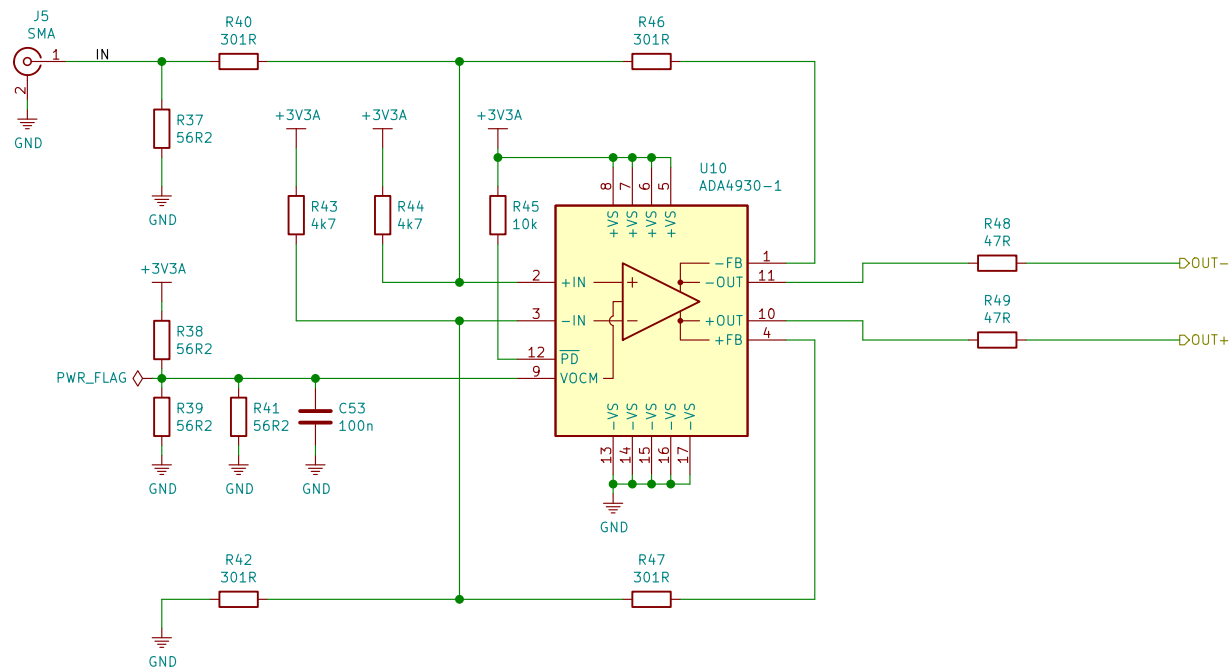 J5
SMA
1
IN
2
GND
R40
301R
R46
301R
R37
56R2
GND
+3V3A
+3V3A
+3V3A
R43
4k7
R44
4k7
R45
10k
U10
ADA4930-1
8
7
6
5
+VS
+VS
+VS
+VS
2
+IN
3
-IN
12
PD
9
VOCM
-FB
1
-OUT
11
+OUT
10
+FB
4
-VS
-VS
-VS
-VS
-VS
13
14
15
16
17
GND
R48
47R
OUT-
R49
47R
OUT+
+3V3A
R38
56R2
PWR_FLAG
R39
56R2
R41
56R2
C53
100n
GND
GND
GND
R42
301R
R47
301R
GND